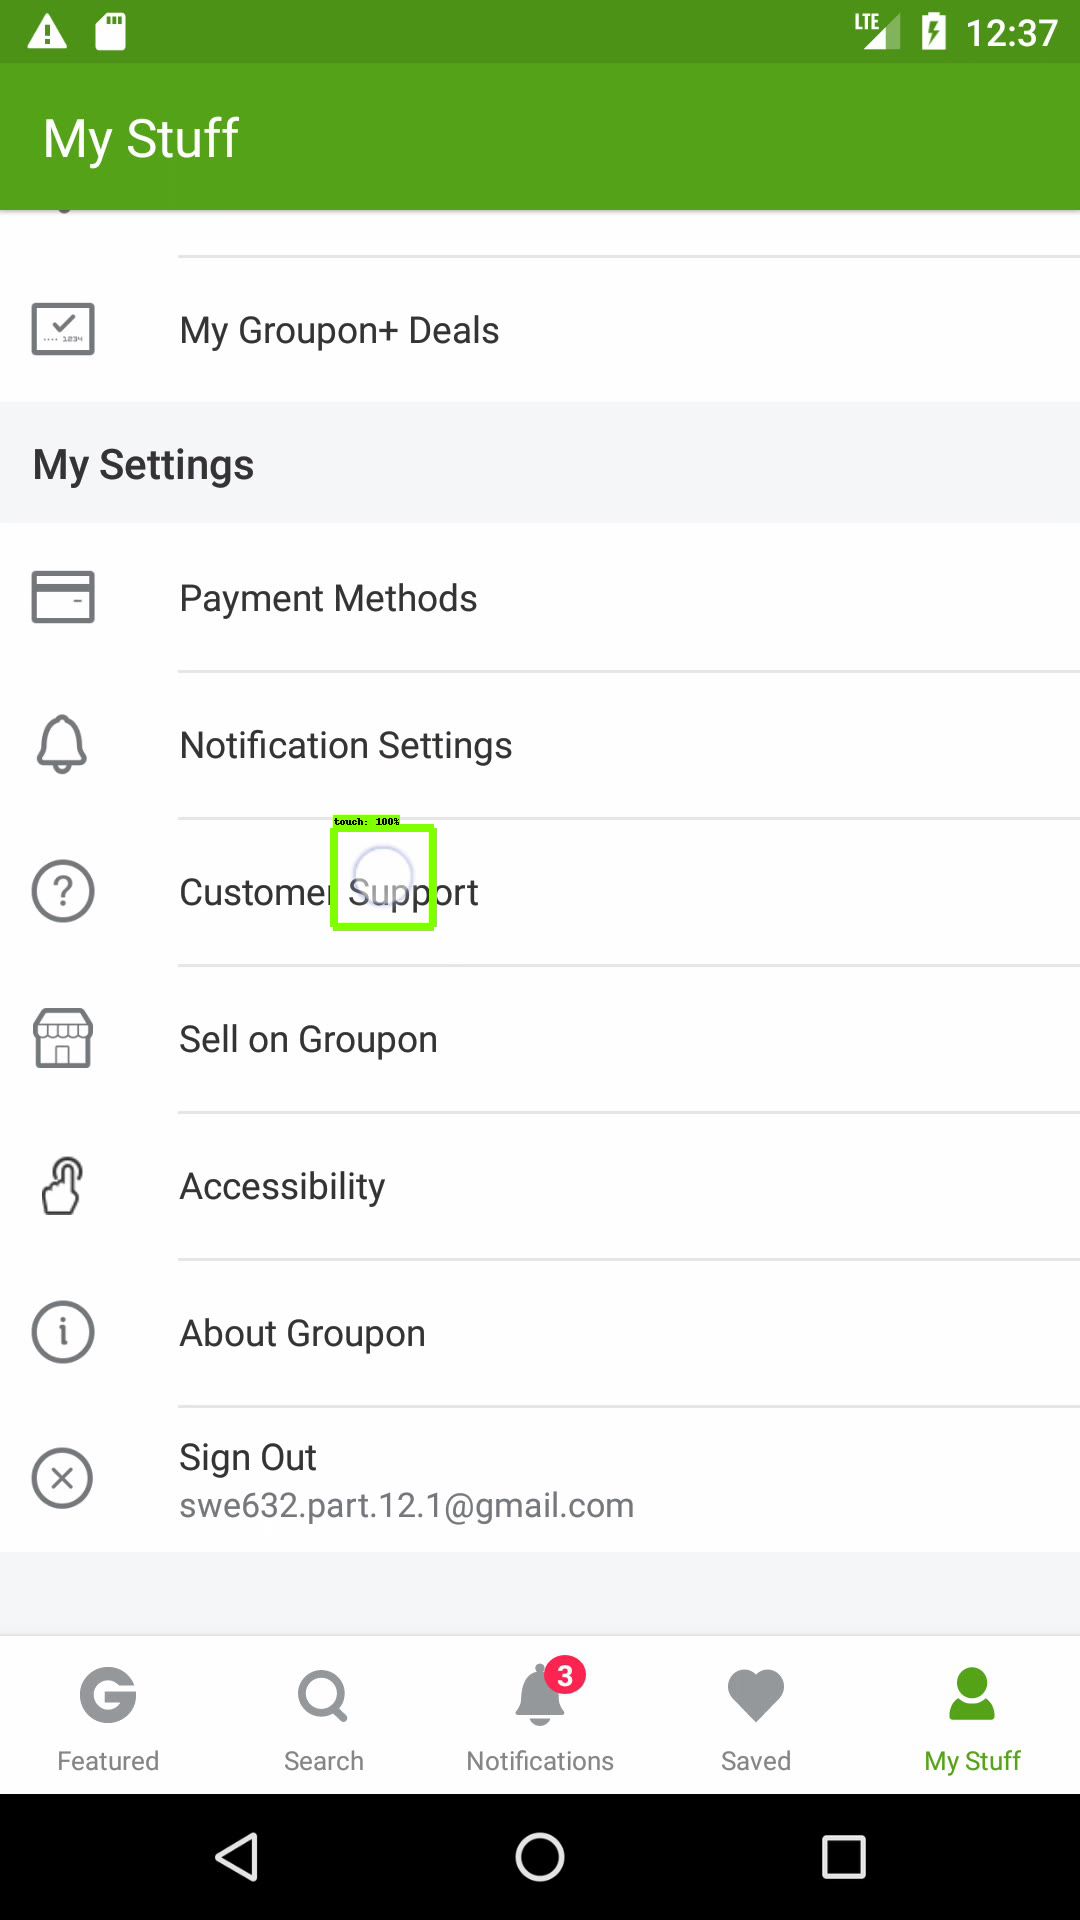 LTE 12:37
My Stuff
1234
My Groupon+ Deals
My Settings
Payment Methods
Notification Settings
touch: 100%
? Customer Support
Sell on Groupon
Accessibility
i About Groupon
Sign Out
swe632.part.12.1@gmail.com
3
G
Featured Search Notifications Saved My Stuff